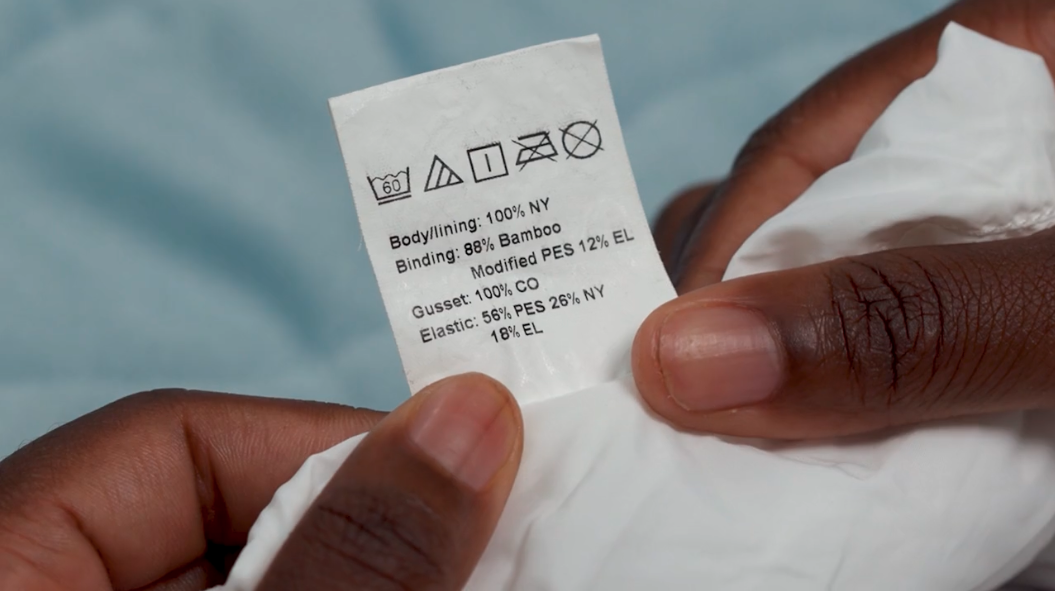 60
Body/lining: 100% NY
Binding: 88% Bamboo
Modified PES 12% EL
Gusset: 100% CO
Elastic: 56% PES 26% NY
18% EL